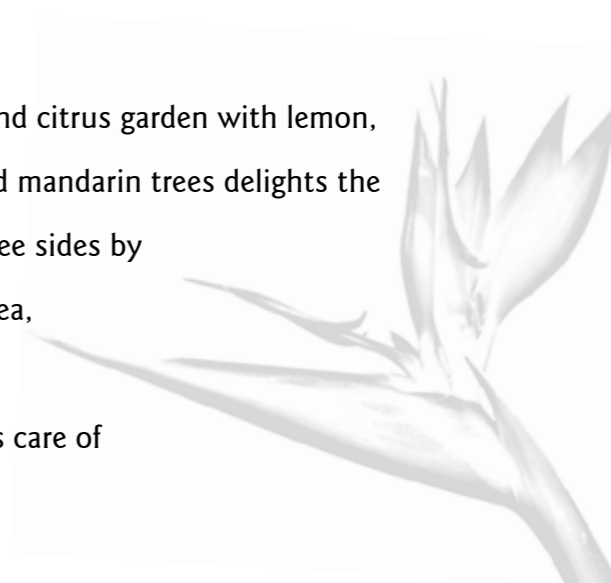 nd citrus garden with lemon,
d mandarin trees delights the
ee sides by
ea,
s care of